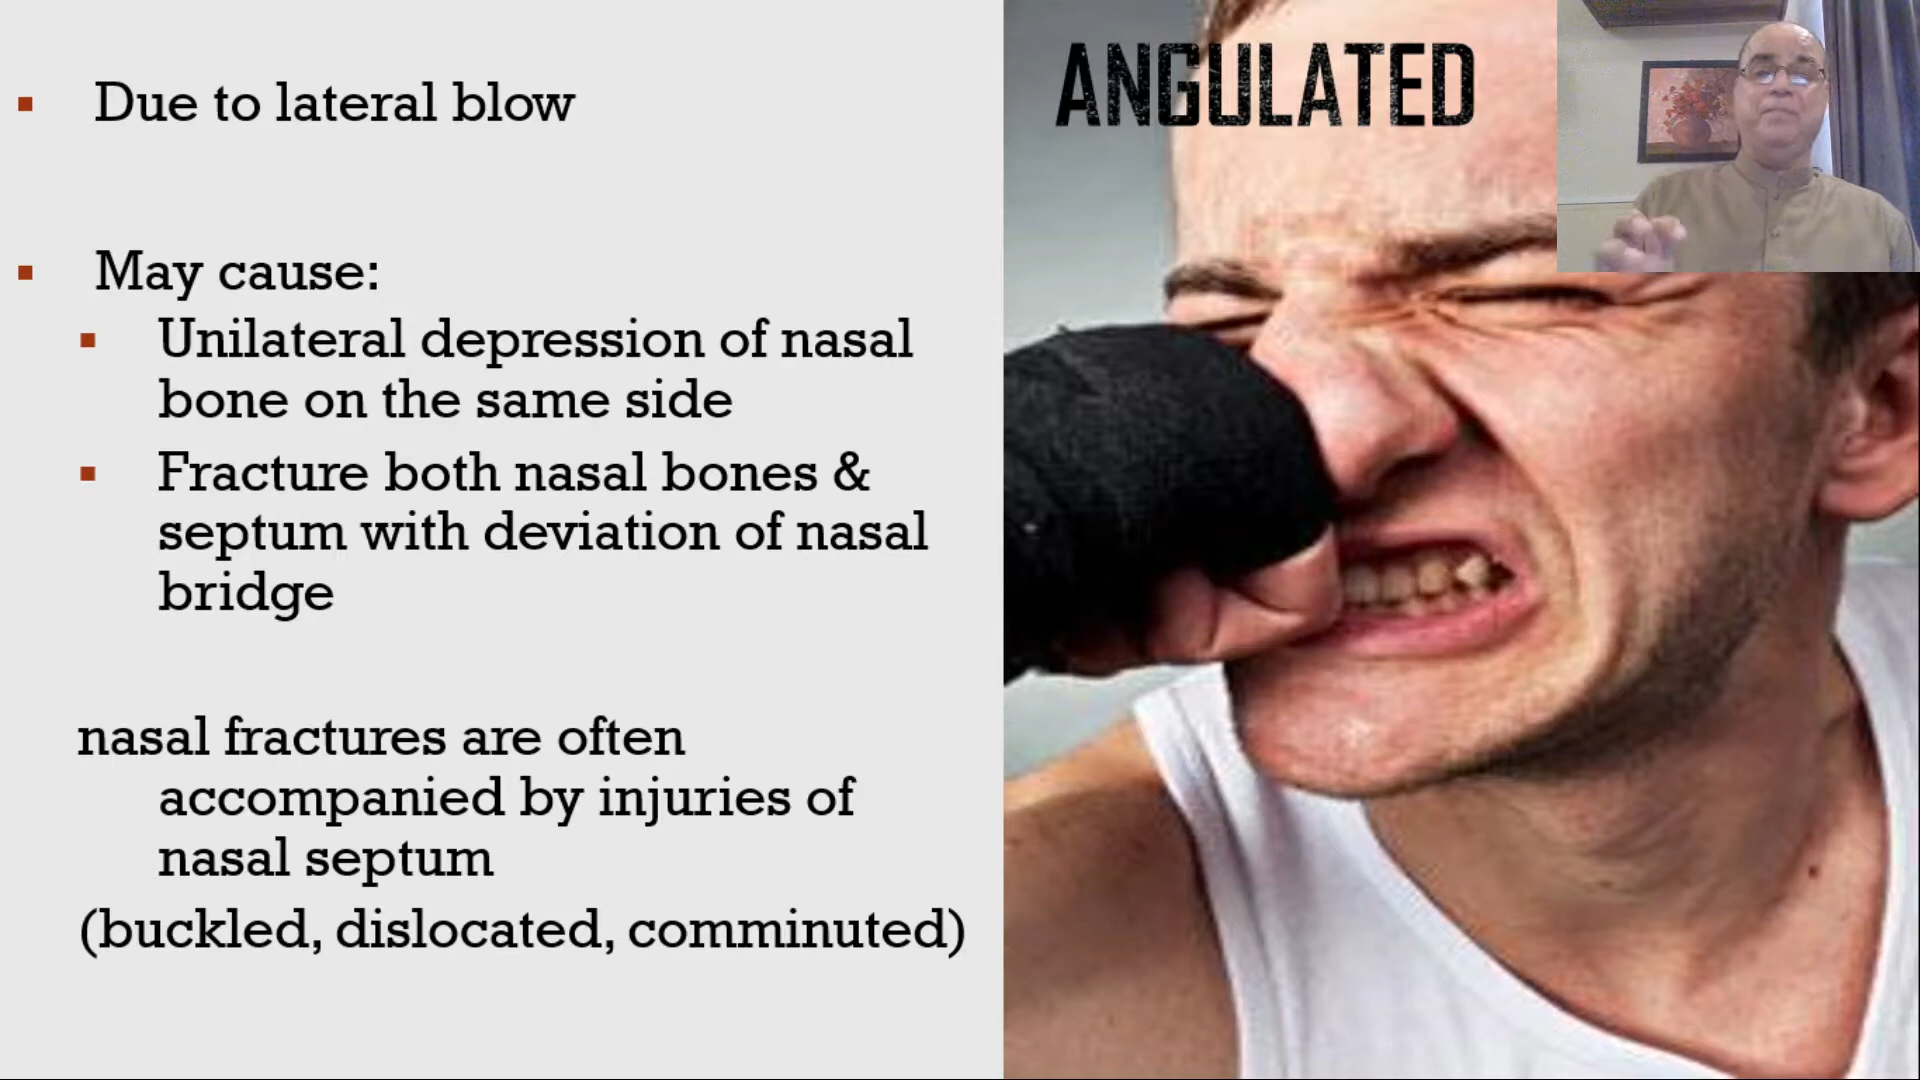 Due to lateral blow
May cause:
Unilateral depression of nasal
bone on the same side
Fracture both nasal bones &
septum with deviation of nasal
bridge
nasal fractures are often
accompanied by injuries of
nasal septum
(buckled, dislocated, comminuted)
ANGULATED